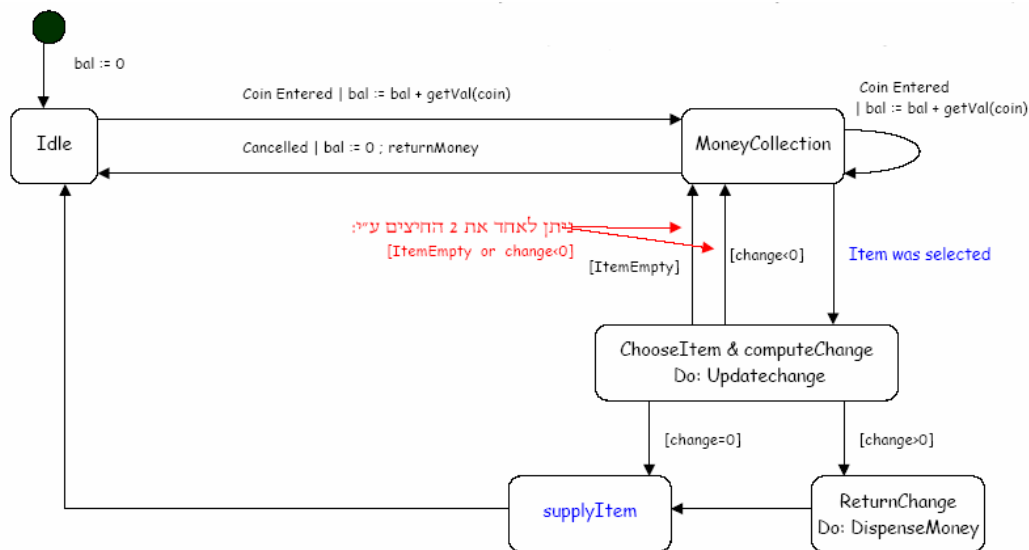 bal := 0
Coin Entered | bal := bal + getVal(coin)
Coin Entered
| bal := bal + getVal(coin)
Idle
MoneyCollection
Cancelled | bal := 0 ; returnMoney
ניתן לאחד את 2 החיצים ע״י:
[ItemEmpty or change<0]
[ItemEmpty]
[change<0]
Item was selected
ChooseItem & computeChange
Do: Updatechange
[change=0]
[change>0]
supplyItem
ReturnChange
Do: DispenseMoney